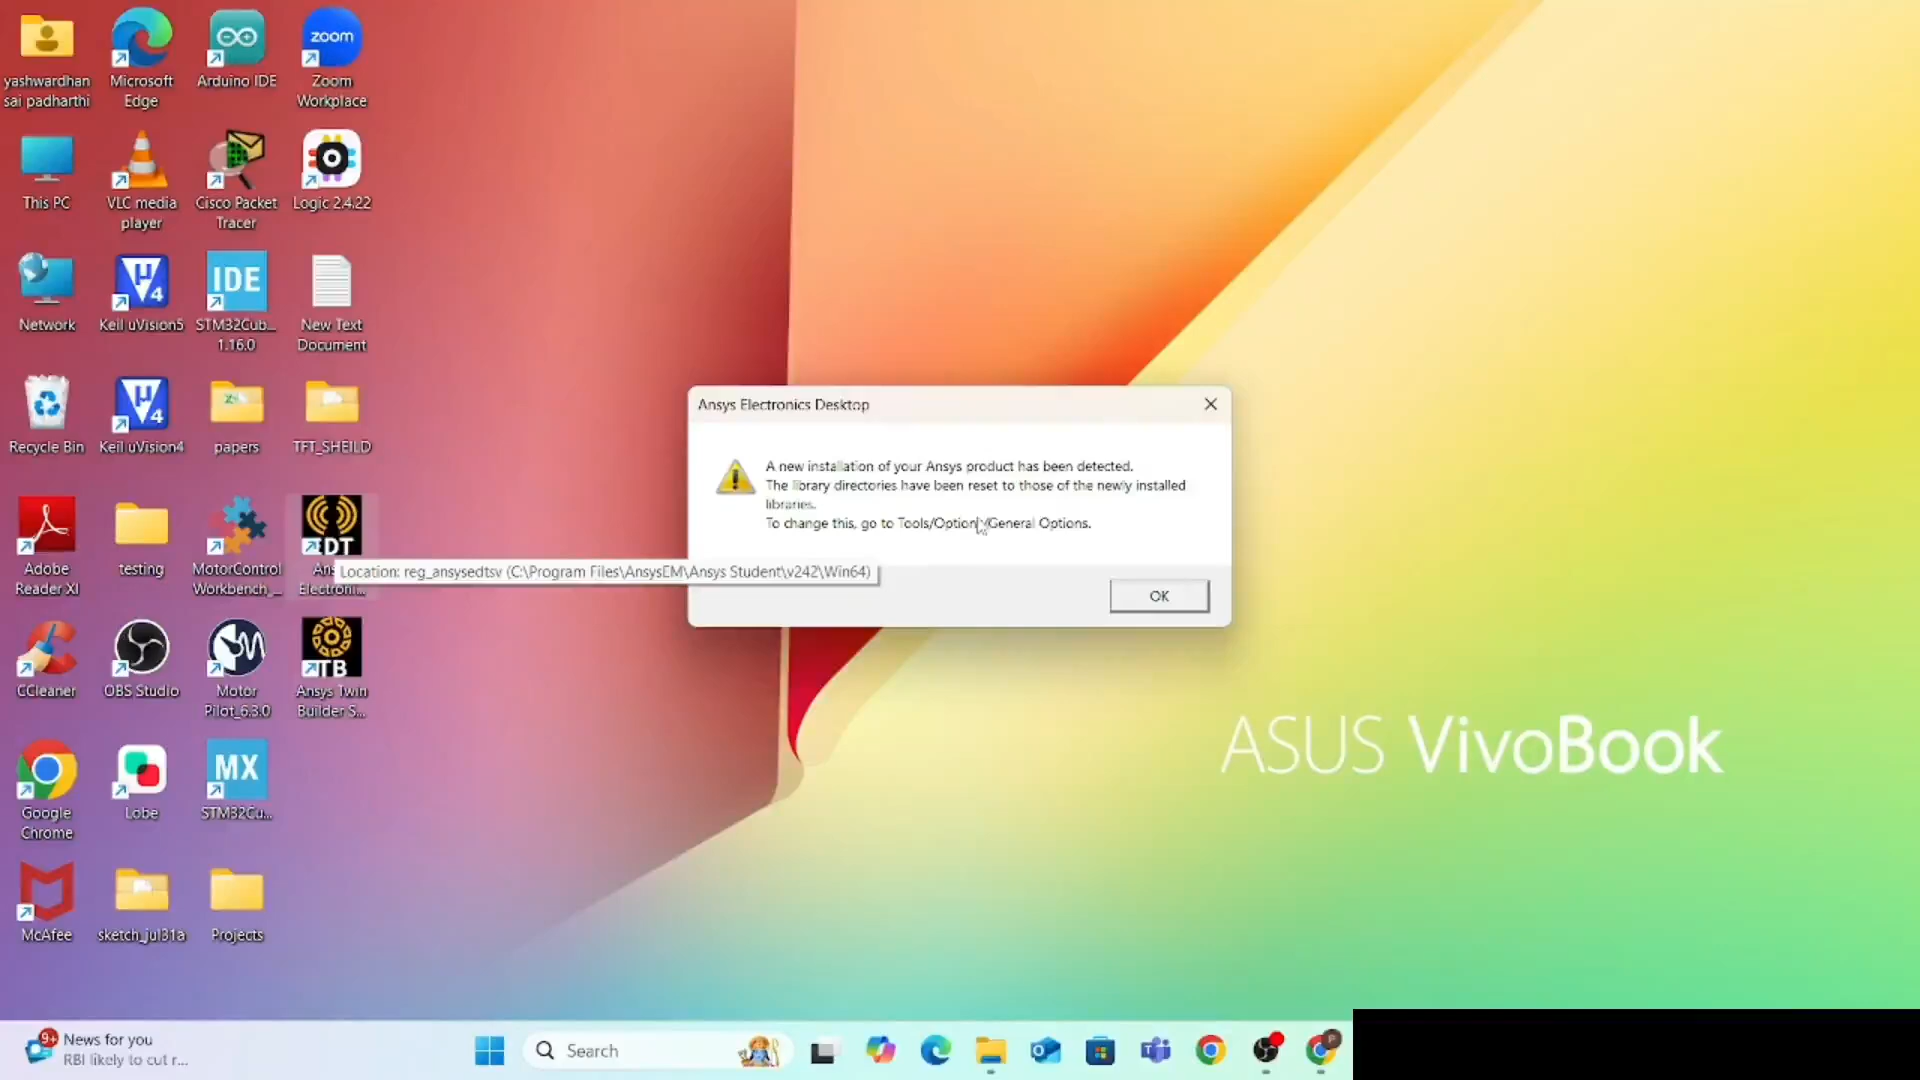 yashwardhan
sai padharthi
Microsoft
Edge
Arduino IDE
zoom
Zoom
Workplace
This PC
VLC media
player
Cisco Packet
Tracer
Logic 2.4.22
Network
Keil uVision5
IDE
STM32Cub...
1.16.0
New Text
Document
Recycle Bin
Keil uVision4
papers
TFT_SHEILD
Adobe
Reader XI
testing
MotorControl
Workbench_...
EDT
Ans
Electroni...
Location: reg_ansysedtsv (C:\Program Files\AnsysEM\Ansys Student\v242\Win64)
CCleaner
OBS Studio
Motor
Pilot_6.3.0
TB
Ansys Twin
Builder S...
Google
Chrome
Lobe
MX
STM32Cu...
McAfee
sketch_jul31a
Projects
Ansys Electronics Desktop
A new installation of your Ansys product has been detected.
The library directories have been reset to those of the newly installed
libraries.
To change this, go to Tools/Options/General Options.
OK
ASUS VivoBook
9+
News for you
RBI likely to cut r...
Search